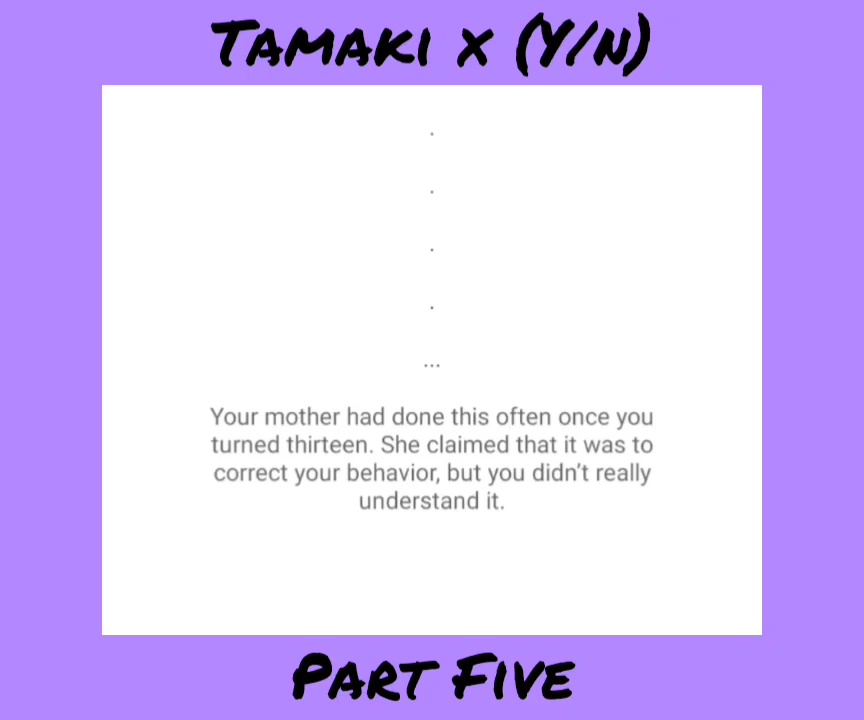 Tamaki x (Y/n)
.
.
.
.
...
Your mother had done this often once you
turned thirteen. She claimed that it was to
correct your behavior, but you didn’t really
understand it.
Part Five